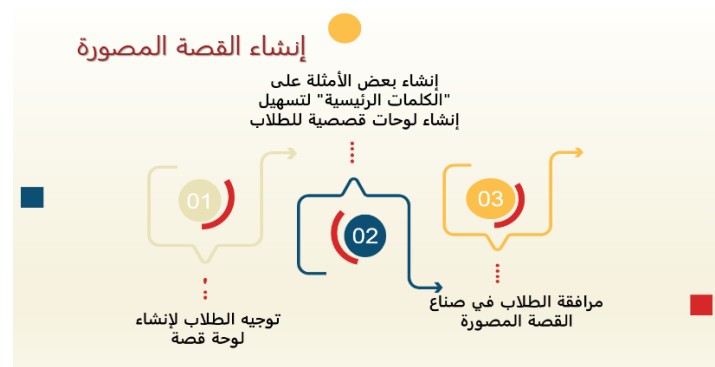 إنشاء القصة المصورة
إنشاء بعض الأمثلة على
"الكلمات الرئيسية" لتسهيل
إنشاء لوحات قصصية للطلاب
01
02
03
توجيه الطلاب لإنشاء
لوحة قصة
مرافقة الطلاب في صناع
القصة المصورة